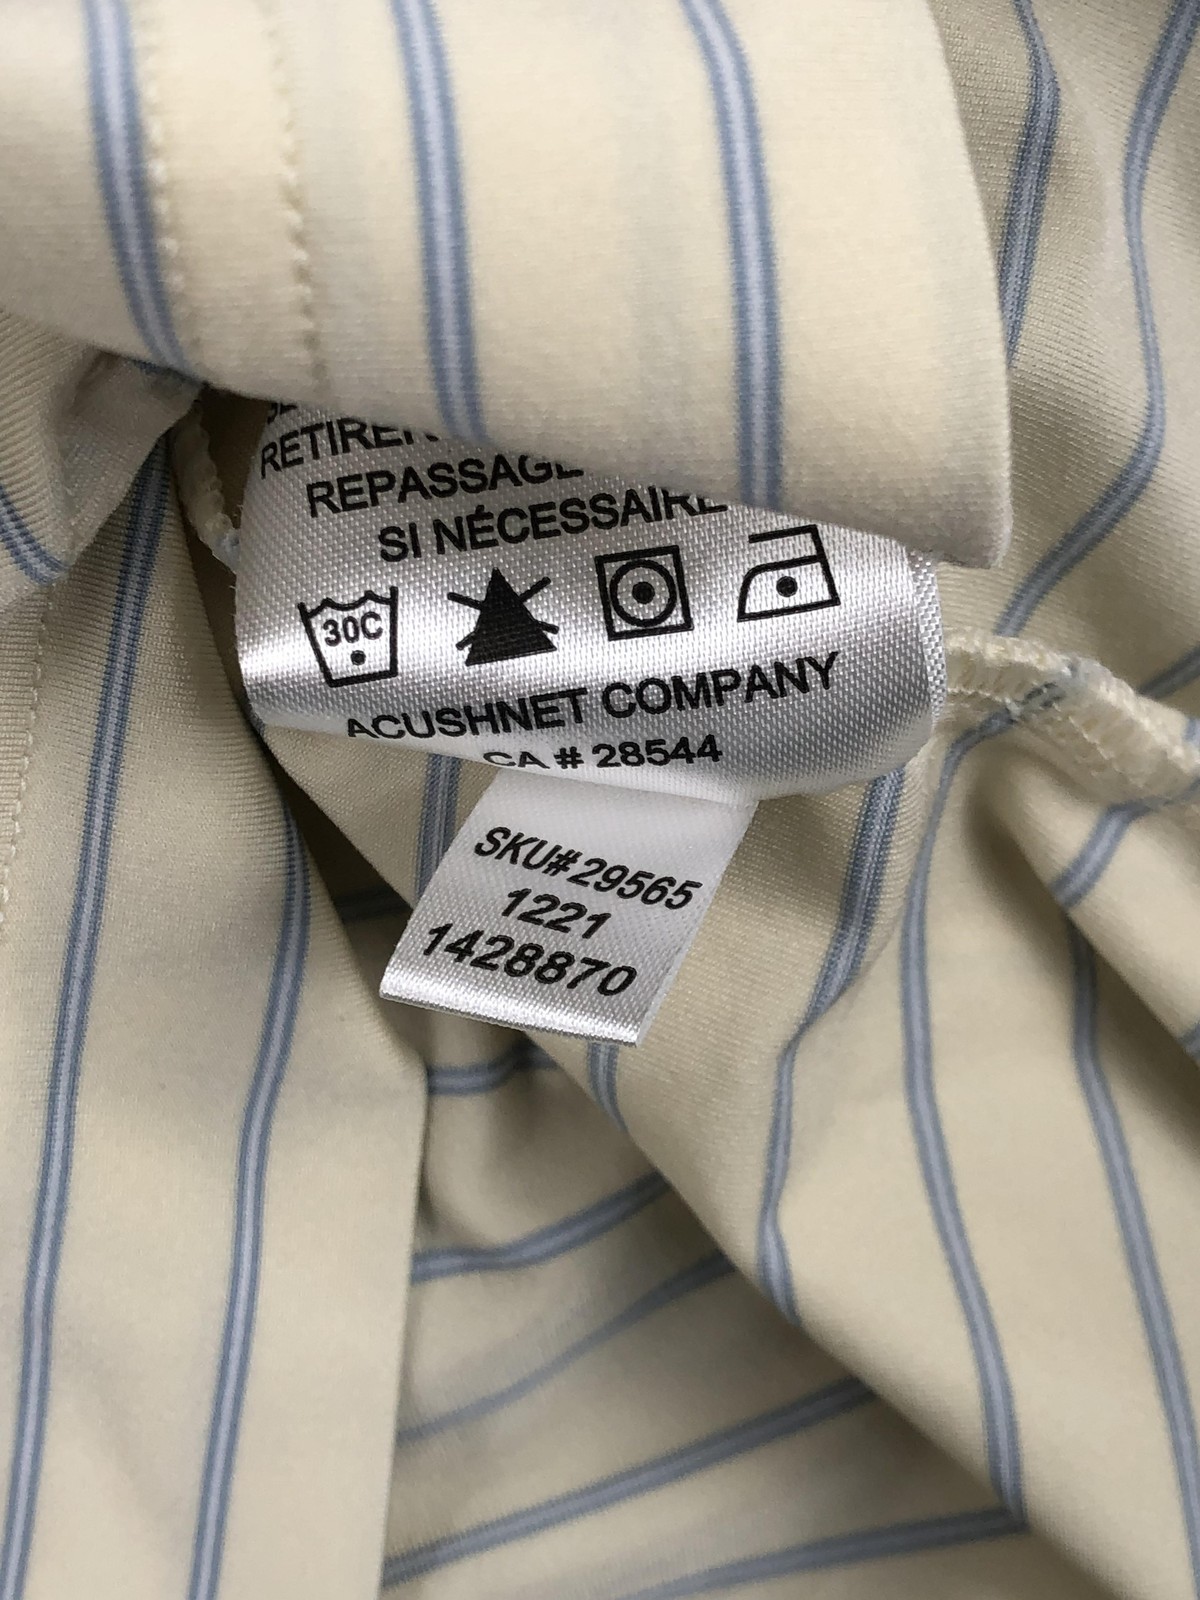 REPASSAGE
SI NÉCESSAIRE
30C
ACUSHNET COMPANY
CA # 28544
SKU#29565
1221
1428870